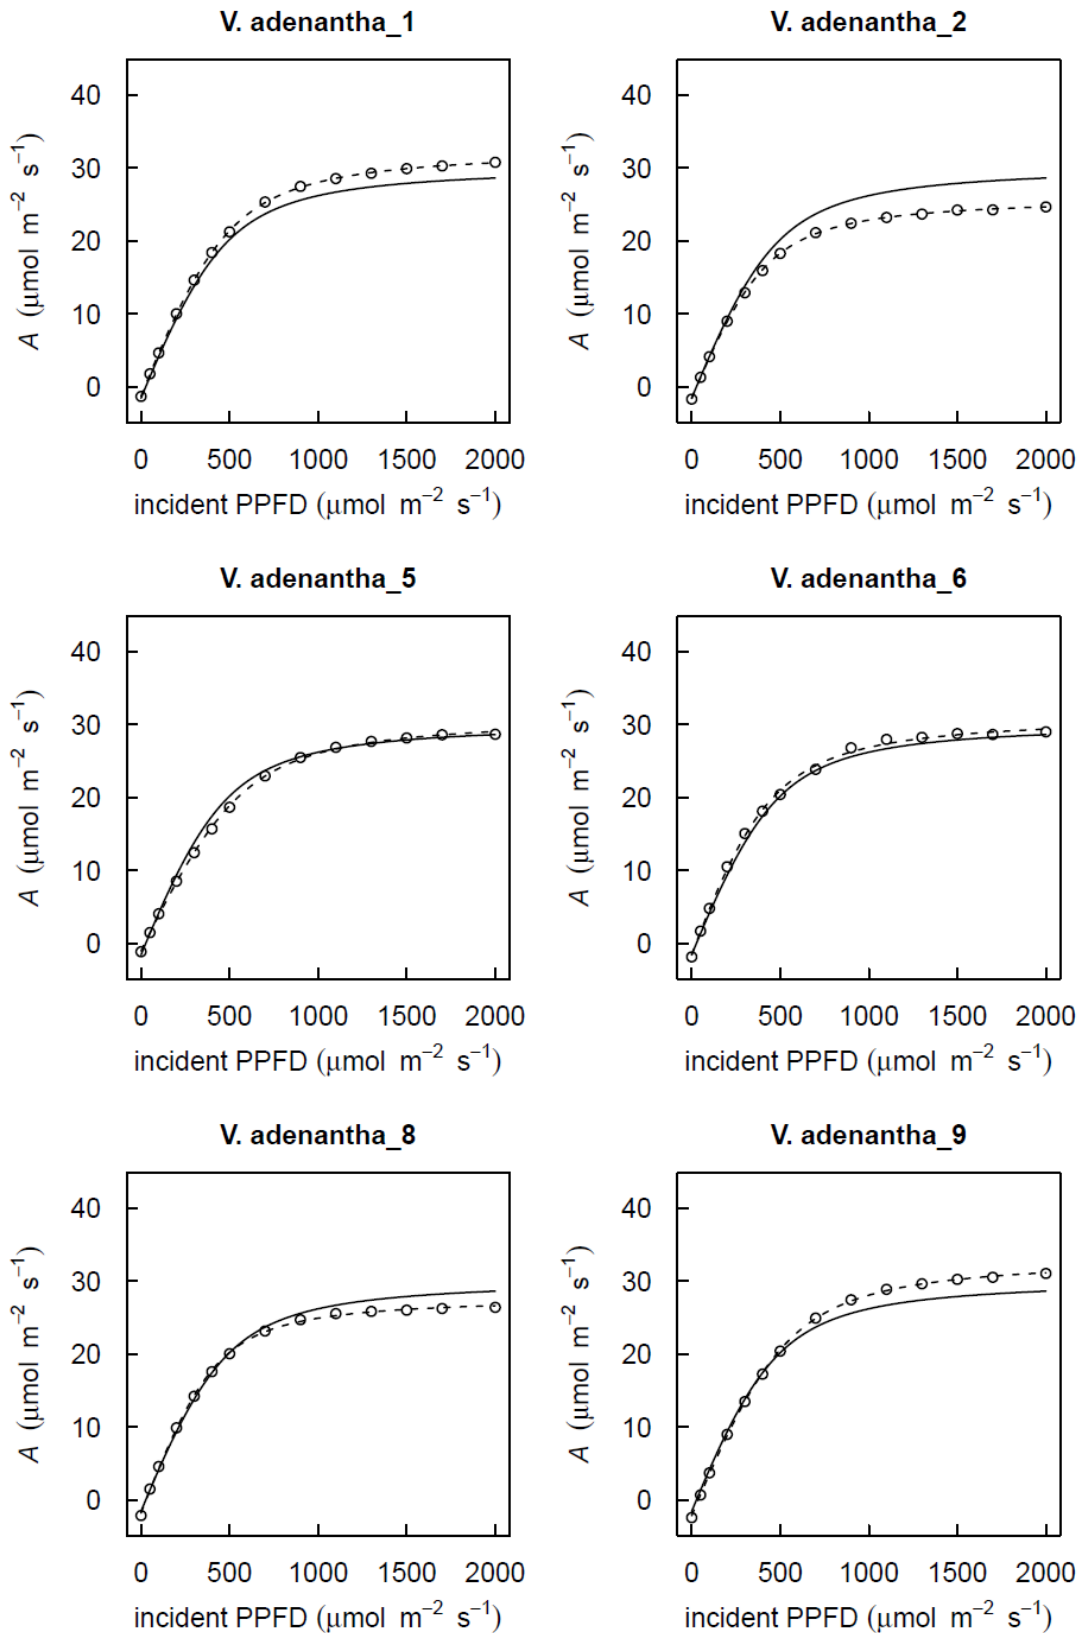 V. adenantha_1
V. adenantha_2
40
30
20
10
0
A (μmol m⁻² s⁻¹)
0 500 1000 1500 2000
incident PPFD (μmol m⁻² s⁻¹)
40
30
20
10
0
A (μmol m⁻² s⁻¹)
0 500 1000 1500 2000
incident PPFD (μmol m⁻² s⁻¹)
V. adenantha_5
V. adenantha_6
40
30
20
10
0
A (μmol m⁻² s⁻¹)
0 500 1000 1500 2000
incident PPFD (μmol m⁻² s⁻¹)
40
30
20
10
0
A (μmol m⁻² s⁻¹)
0 500 1000 1500 2000
incident PPFD (μmol m⁻² s⁻¹)
V. adenantha_8
V. adenantha_9
40
30
20
10
0
A (μmol m⁻² s⁻¹)
0 500 1000 1500 2000
incident PPFD (μmol m⁻² s⁻¹)
40
30
20
10
0
A (μmol m⁻² s⁻¹)
0 500 1000 1500 2000
incident PPFD (μmol m⁻² s⁻¹)